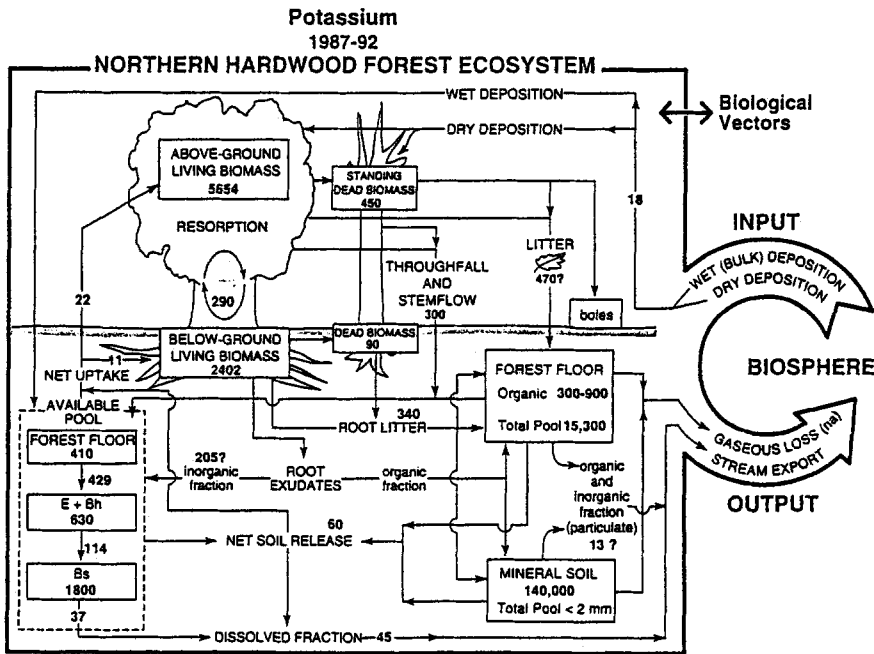 Potassium
1987-92
NORTHERN HARDWOOD FOREST ECOSYSTEM
WET DEPOSITION
DRY DEPOSITION
Biological
Vectors
ABOVE-GROUND
LIVING BIOMASS
5654
STANDING
DEAD BIOMASS
450
18
RESORPTION
290
INPUT
WET (BULK) DEPOSITION
DRY DEPOSITION
LITTER
470?
THROUGHFALL
AND
STEMFLOW
300
22
boles
BELOW-GROUND
LIVING BIOMASS
2402
DEAD BIOMASS
90
11
NET UPTAKE
BIOSPHERE
FOREST FLOOR
Organic 300-900
Total Pool 15,300
AVAILABLE
POOL
FOREST FLOOR
410
429
E + Bh
630
114
Bs
1800
37
340
ROOT LITTER
205?
inorganic
fraction
ROOT
EXUDATES
organic
fraction
organic
and
inorganic
fraction
(particulate)
13 ?
GASEOUS LOSS (na)
STREAM EXPORT
OUTPUT
60
NET SOIL RELEASE
MINERAL SOIL
140,000
Total Pool < 2 mm
DISSOLVED FRACTION 45